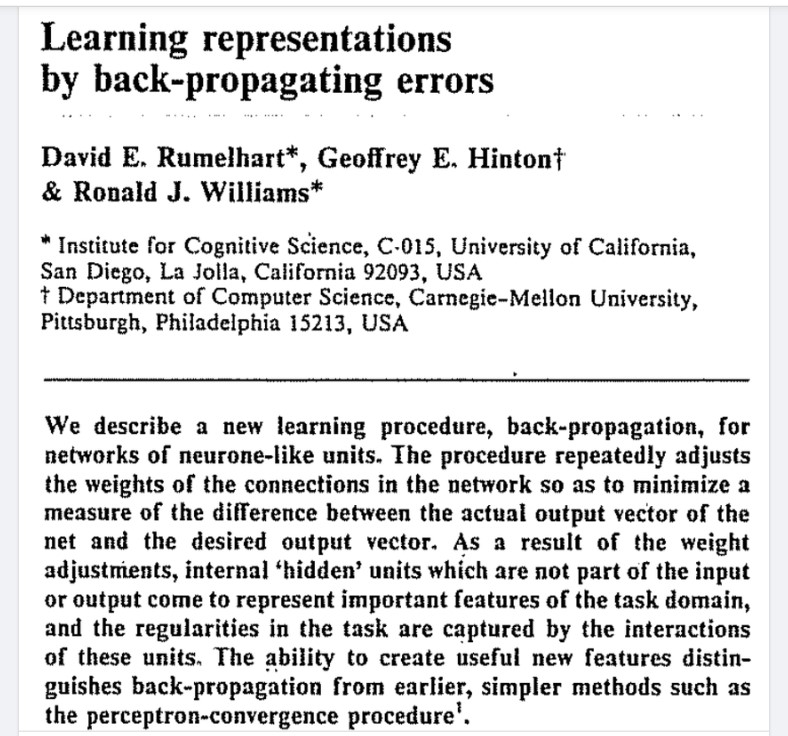 Learning representations
by back-propagating errors
David E. Rumelhart*, Geoffrey E. Hinton†
& Ronald J. Williams*
* Institute for Cognitive Science, C-015, University of California,
San Diego, La Jolla, California 92093, USA
† Department of Computer Science, Carnegie-Mellon University,
Pittsburgh, Philadelphia 15213, USA
We describe a new learning procedure, back-propagation, for
networks of neurone-like units. The procedure repeatedly adjusts
the weights of the connections in the network so as to minimize a
measure of the difference between the actual output vector of the
net and the desired output vector. As a result of the weight
adjustments, internal ‘hidden’ units which are not part of the input
or output come to represent important features of the task domain,
and the regularities in the task are captured by the interactions
of these units. The ability to create useful new features distin-
guishes back-propagation from earlier, simpler methods such as
the perceptron-convergence procedure¹.